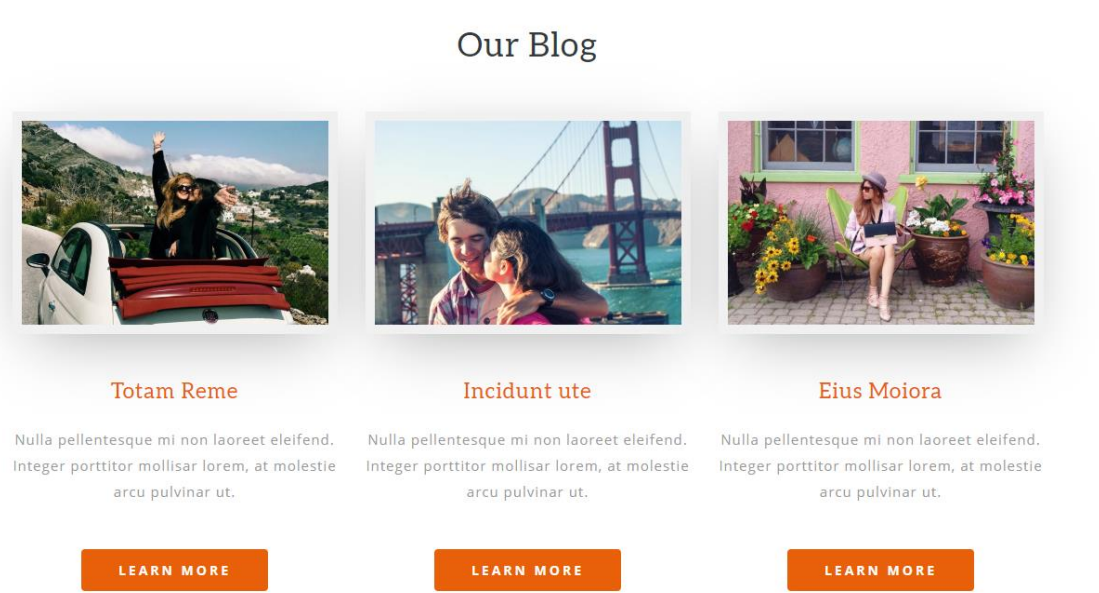 Our Blog
Totam Reme
Nulla pellentesque mi non laoreet eleifend.
Integer porttitor mollisar lorem, at molestie
arcu pulvinar ut.
LEARN MORE
Incidunt ute
Nulla pellentesque mi non laoreet eleifend.
Integer porttitor mollisar lorem, at molestie
arcu pulvinar ut.
LEARN MORE
Eius Moiora
Nulla pellentesque mi non laoreet eleifend.
Integer porttitor mollisar lorem, at molestie
arcu pulvinar ut.
LEARN MORE